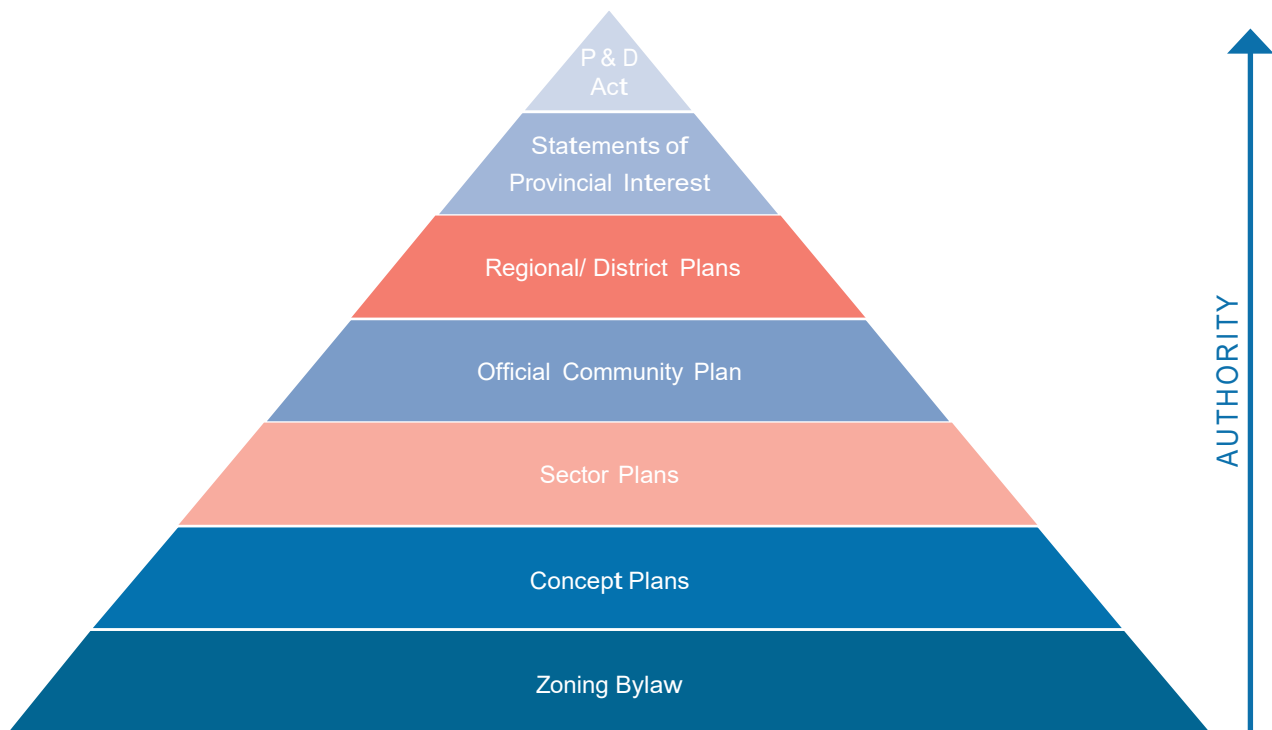 P & D
Act
Statements of
Provincial Interest
Regional/ District Plans
Official Community Plan
Sector Plans
Concept Plans
Zoning Bylaw
AUTHORITY